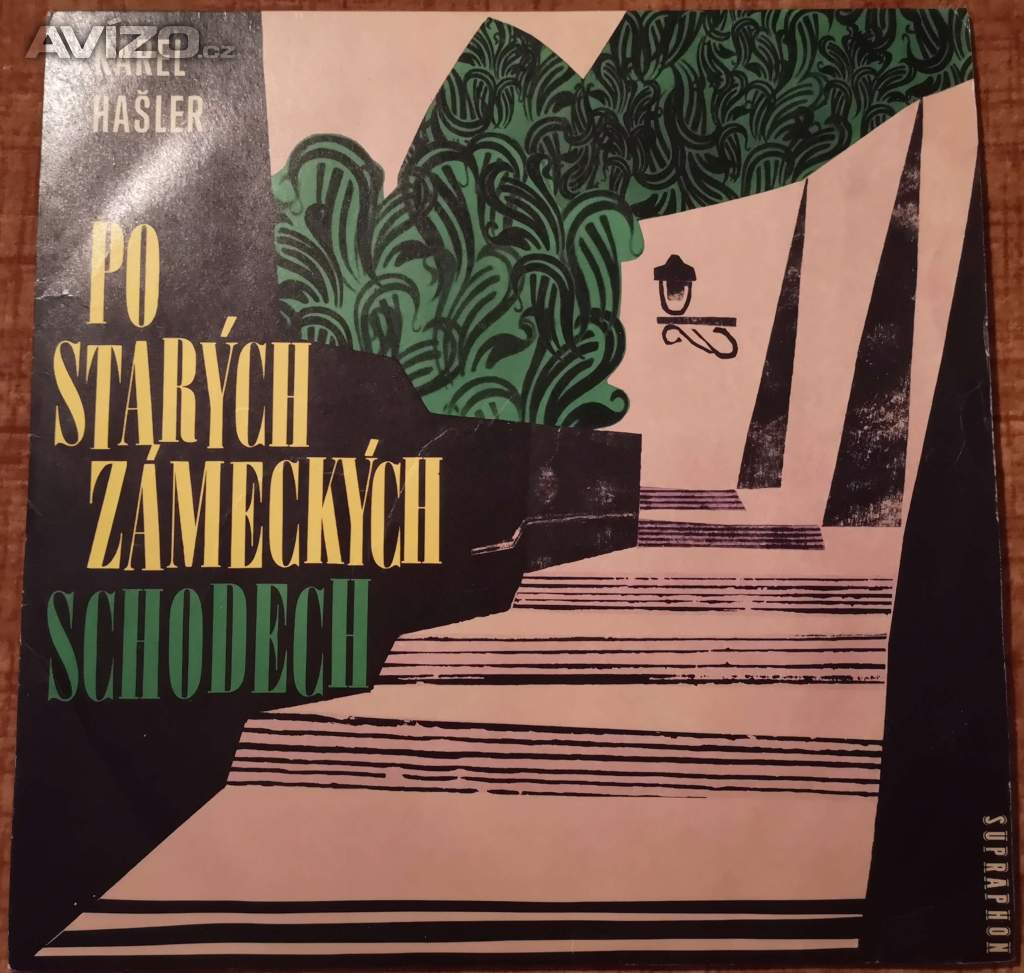 AVÍZO.cz
KAREL
HAŠLER
PO
STARÝCH
ZÁMECKÝCH
SCHODECH
SUPRAPHON